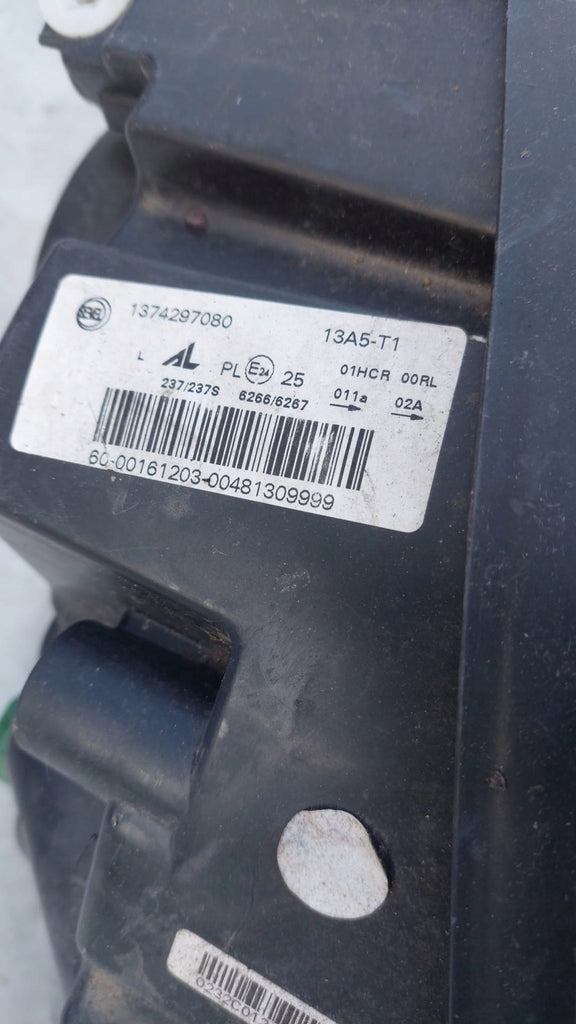 1374297080 13A5-T1
L AL PL E24 25 01HCR 00RL
237/237S 6266/6267 011a 02A
60-00161203-00481309999